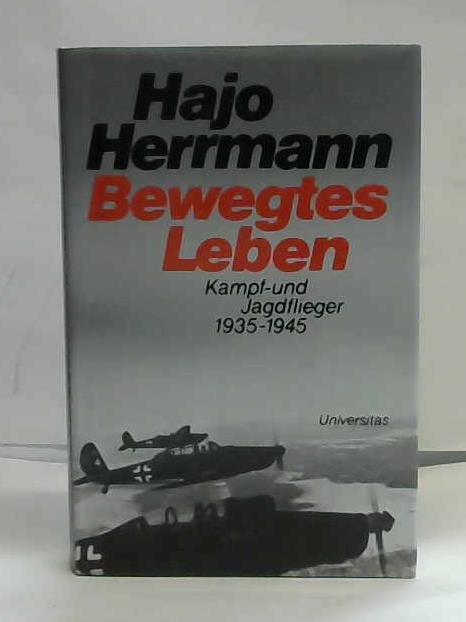 Hajo
Herrmann
Bewegtes
Leben
Kampf-und
Jagdflieger
1935-1945
Universitas